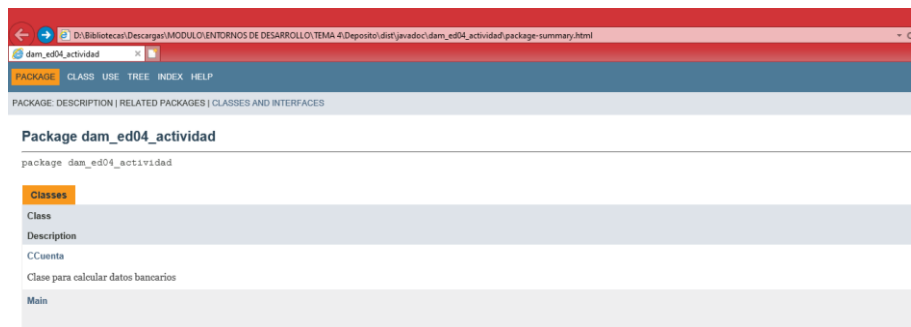 D:\Bibliotecas\Descargas\MODULO\ENTORNOS DE DESARROLLO\TEMA 4\Deposito\dist\javadoc\dam_ed04_actividad\package-summary.html
dam_ed04_actividad
PACKAGE CLASS USE TREE INDEX HELP
PACKAGE: DESCRIPTION | RELATED PACKAGES | CLASSES AND INTERFACES
Package dam_ed04_actividad
package dam_ed04_actividad
Classes
Class
Description
CCuenta
Clase para calcular datos bancarios
Main